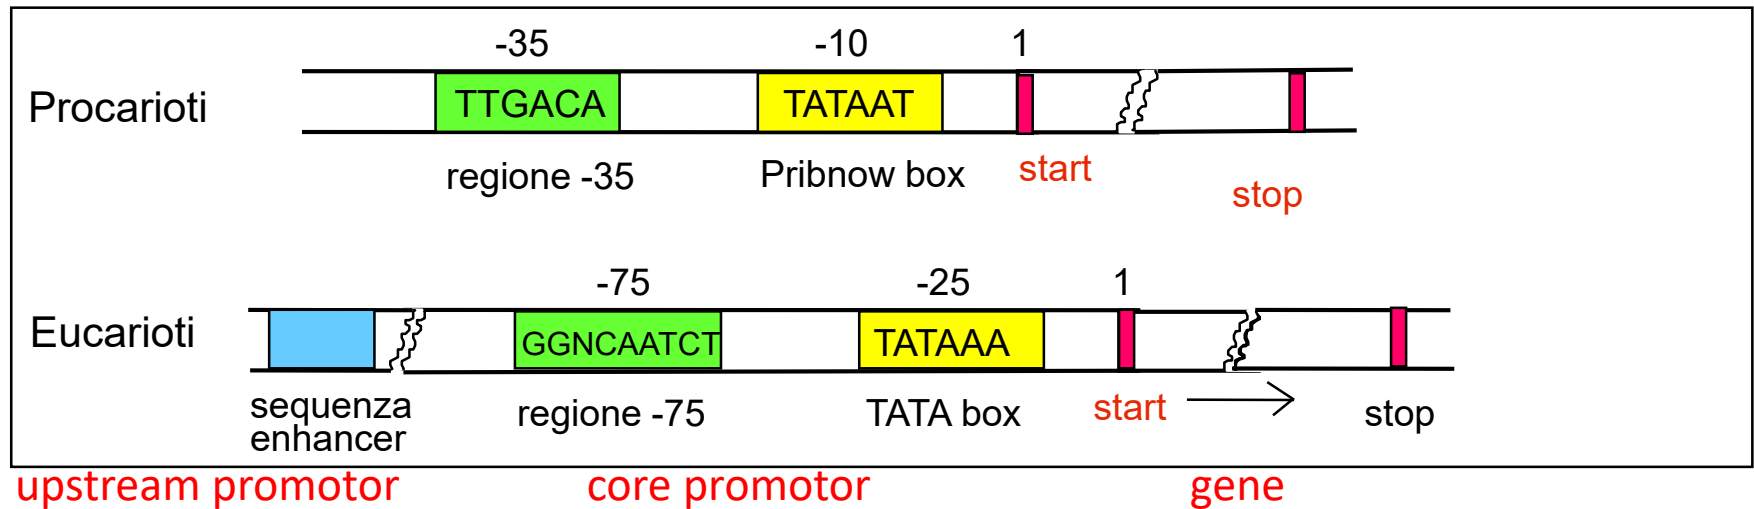 -35 -10 1
Procarioti TTGACA TATAAT
regione -35 Pribnow box start
stop
-75 -25 1
Eucarioti GGNCAATCT TATAAA
sequenza
enhancer regione -75 TATA box start stop
upstream promotor core promotor gene